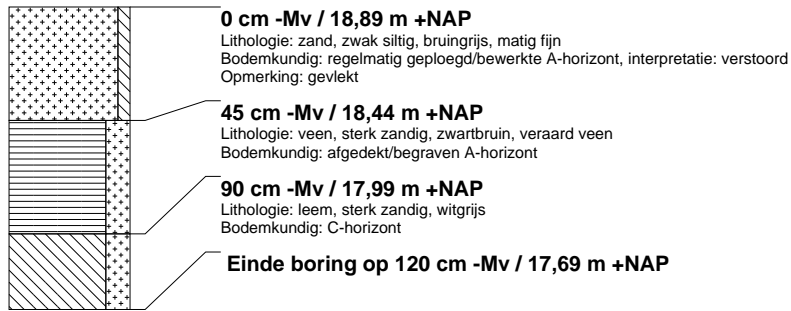 0 cm -Mv / 18,89 m +NAP
Lithologie: zand, zwak siltig, bruingrijs, matig fijn
Bodemkundig: regelmatig geploegd/bewerkte A-horizont, interpretatie: verstoord
Opmerking: gevlekt
45 cm -Mv / 18,44 m +NAP
Lithologie: veen, sterk zandig, zwartbruin, veraard veen
Bodemkundig: afgedekt/begraven A-horizont
90 cm -Mv / 17,99 m +NAP
Lithologie: leem, sterk zandig, witgrijs
Bodemkundig: C-horizont
Einde boring op 120 cm -Mv / 17,69 m +NAP